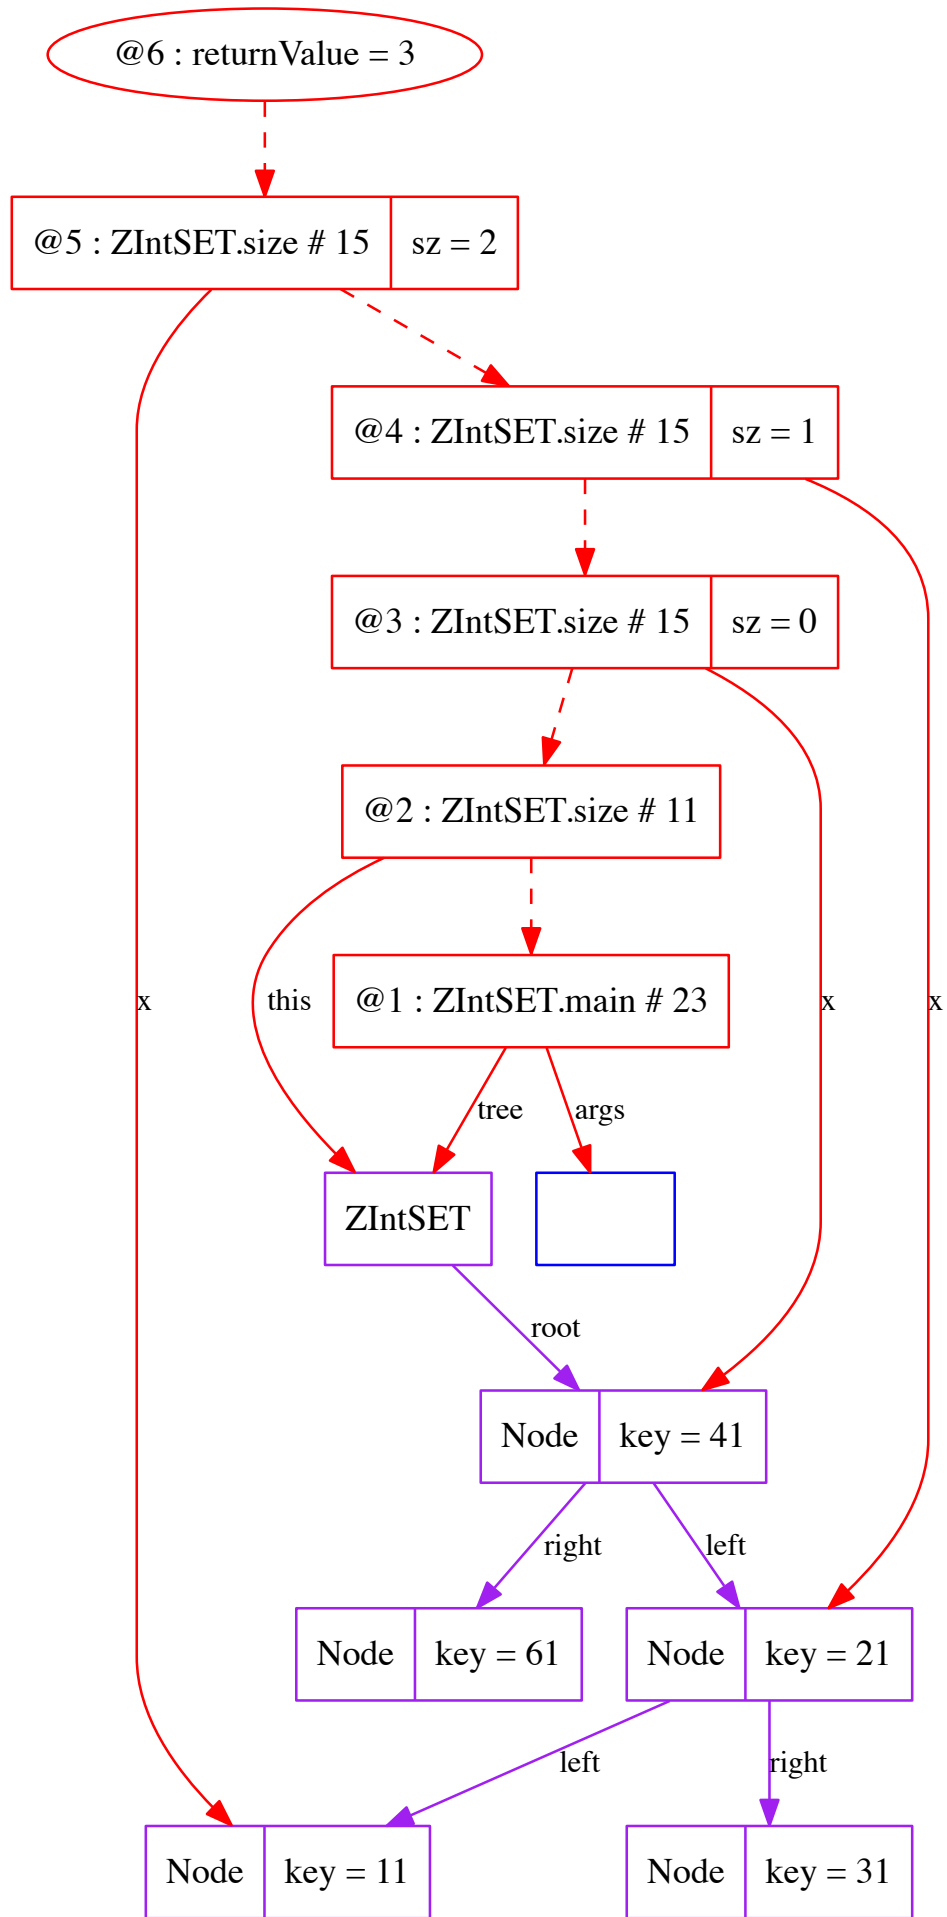 @6 : returnValue = 3
@5 : ZIntSET.size # 15 sz = 2
@4 : ZIntSET.size # 15 sz = 1
@3 : ZIntSET.size # 15 sz = 0
@2 : ZIntSET.size # 11
x this @1 : ZIntSET.main # 23 x x
tree args
ZIntSET
root
Node key = 41
right left
Node key = 61 Node key = 21
left right
Node key = 11 Node key = 31